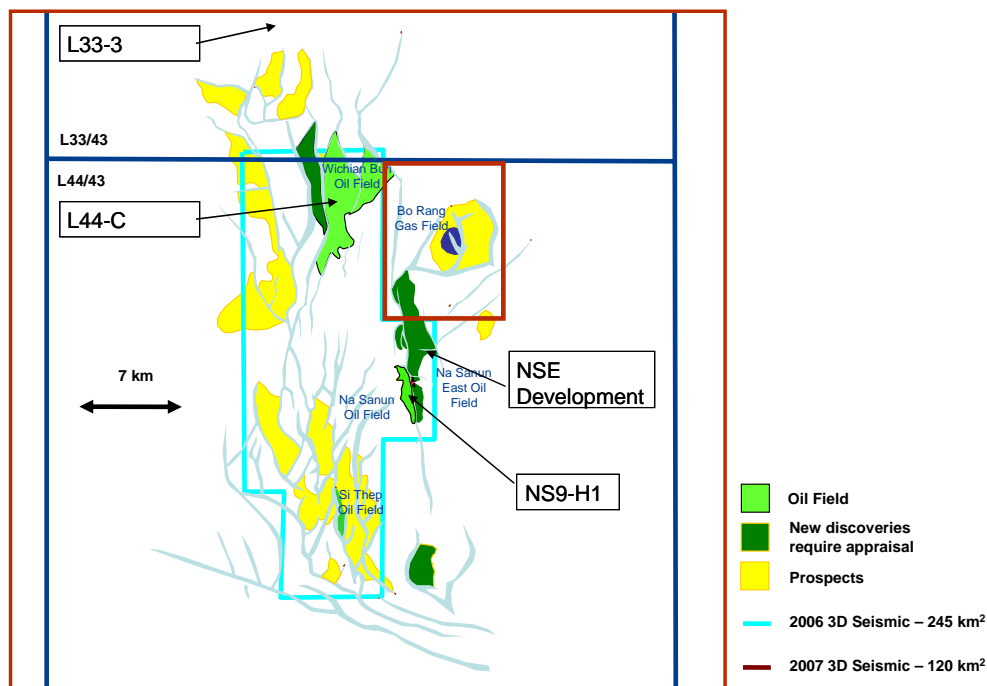 L33-3
L33/43
L44/43
Wichian Buri
Oil Field
L44-C
Bo Rang
Gas Field
7 km
NSE
Development
Na Sanun
East Oil
Field
Na Sanun
Oil Field
NS9-H1
Si Thep
Oil Field
Oil Field
New discoveries
require appraisal
Prospects
2006 3D Seismic – 245 km²
2007 3D Seismic – 120 km²